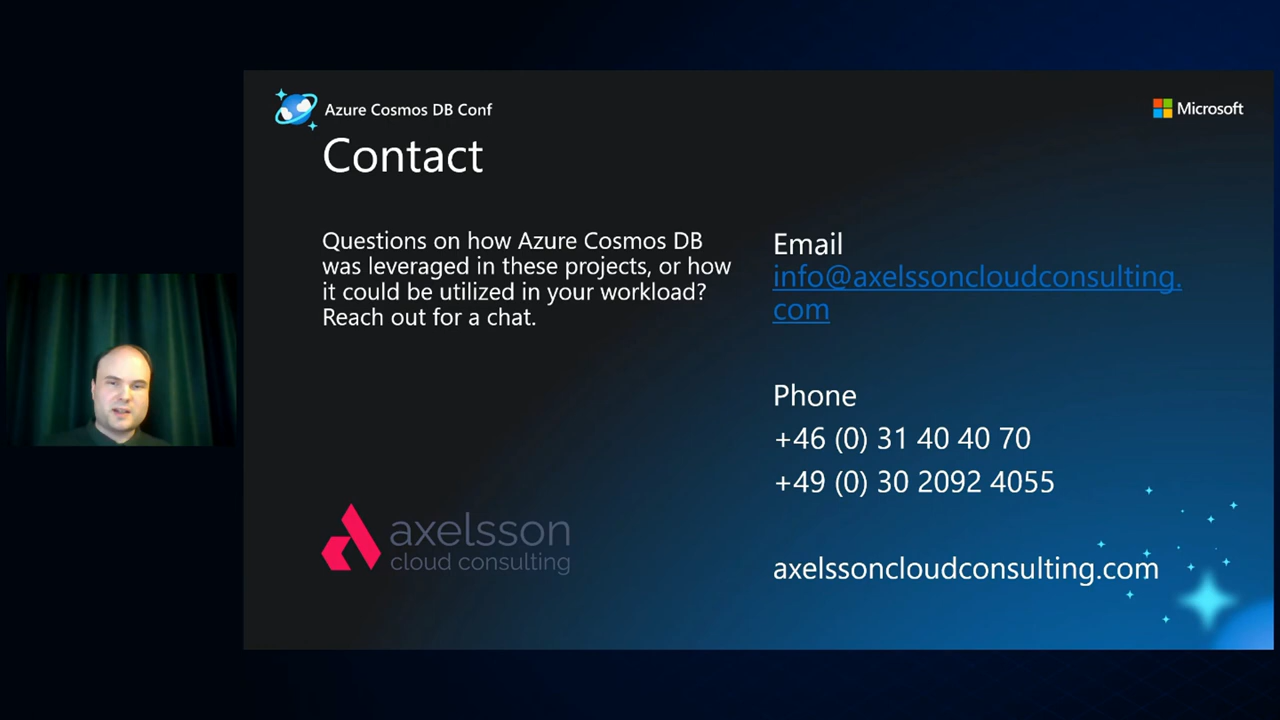 Azure Cosmos DB Conf
Microsoft
Contact
Questions on how Azure Cosmos DB
was leveraged in these projects, or how
it could be utilized in your workload?
Reach out for a chat.
Email
info@axelssoncloudconsulting.
com
Phone
+46 (0) 31 40 40 70
+49 (0) 30 2092 4055
axelssoncloudconsulting.com
axelsson
cloud consulting